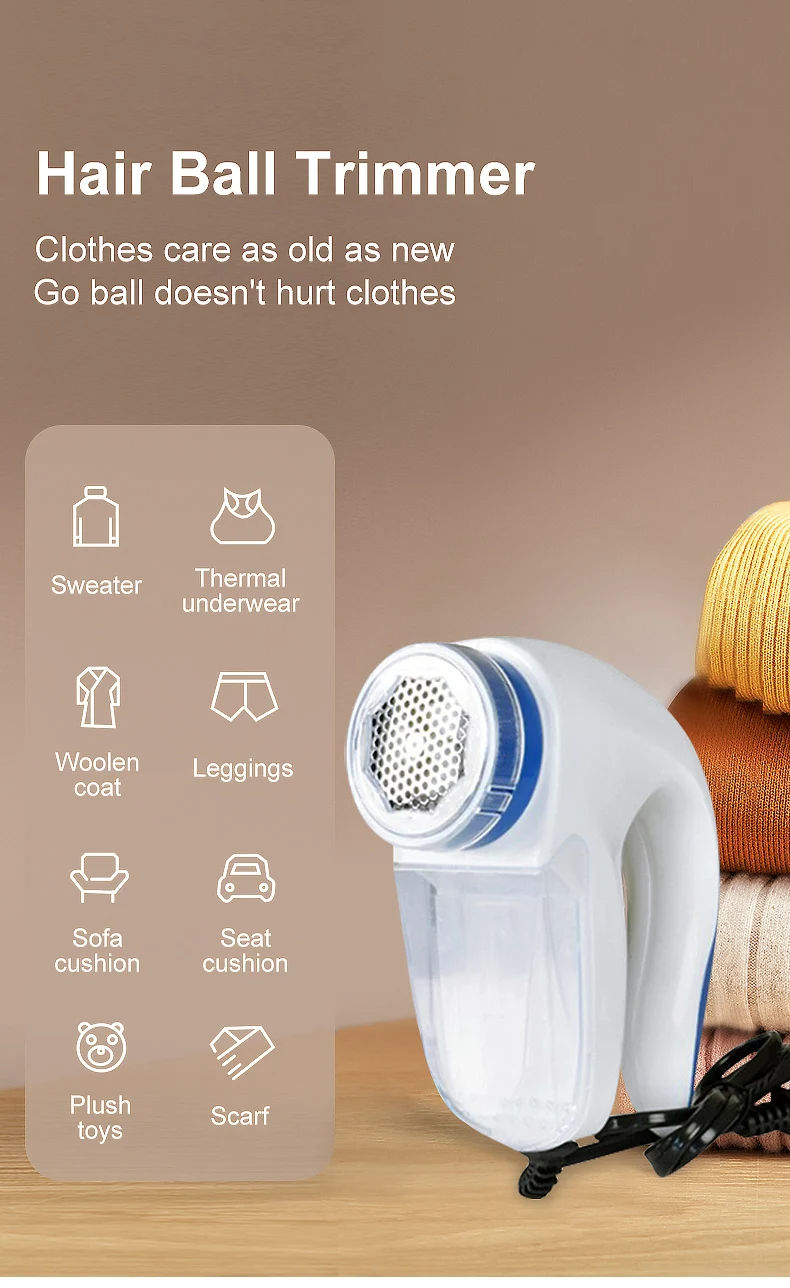 Hair Ball Trimmer
Clothes care as old as new
Go ball doesn't hurt clothes
Sweater
Thermal
underwear
Woolen
coat
Leggings
Sofa
cushion
Seat
cushion
Plush
toys
Scarf